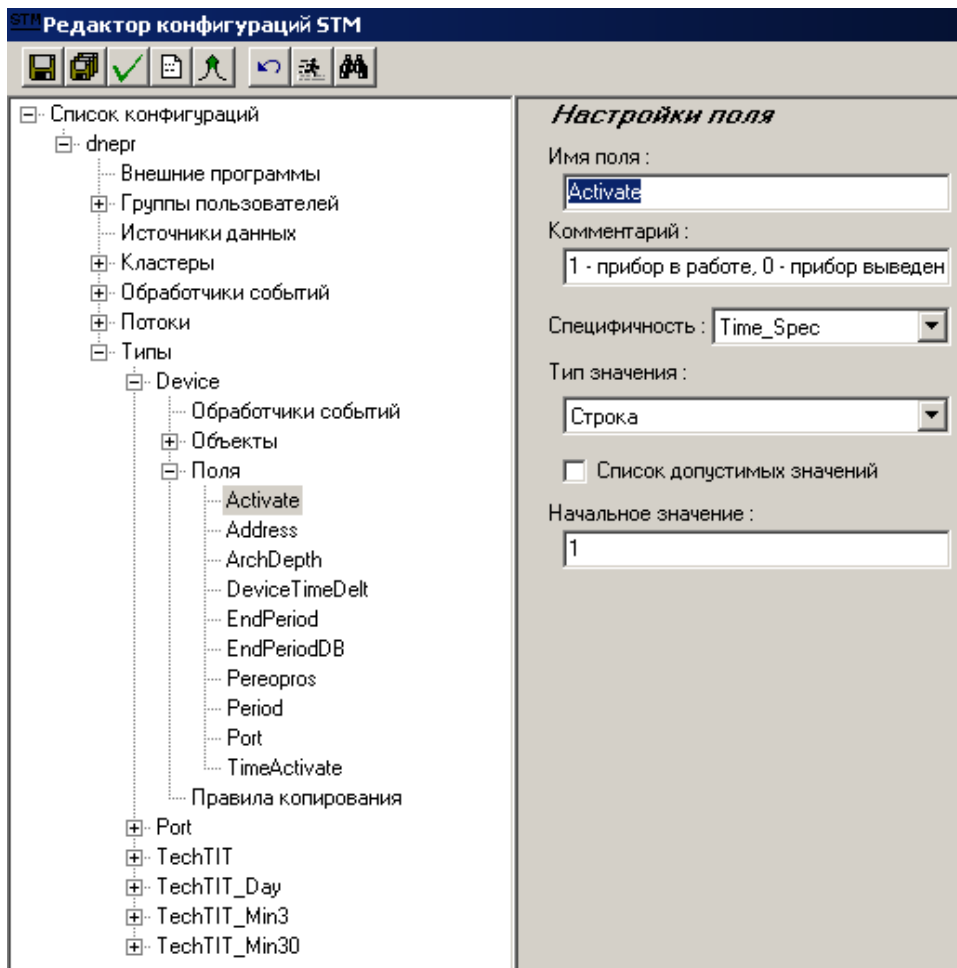 STM Редактор конфигураций STM
Список конфигураций
dnepr
Внешние программы
Группы пользователей
Источники данных
Кластеры
Обработчики событий
Потоки
Типы
Device
Обработчики событий
Объекты
Поля
Activate
Address
ArchDepth
DeviceTimeDelt
EndPeriod
EndPeriodDB
Pereopros
Period
Port
TimeActivate
Правила копирования
Port
TechTIT
TechTIT_Day
TechTIT_Min3
TechTIT_Min30
Настройки поля
Имя поля :
Activate
Комментарий :
1 - прибор в работе, 0 - прибор выведен
Специфичность : Time_Spec
Тип значения :
Строка
Список допустимых значений
Начальное значение :
1